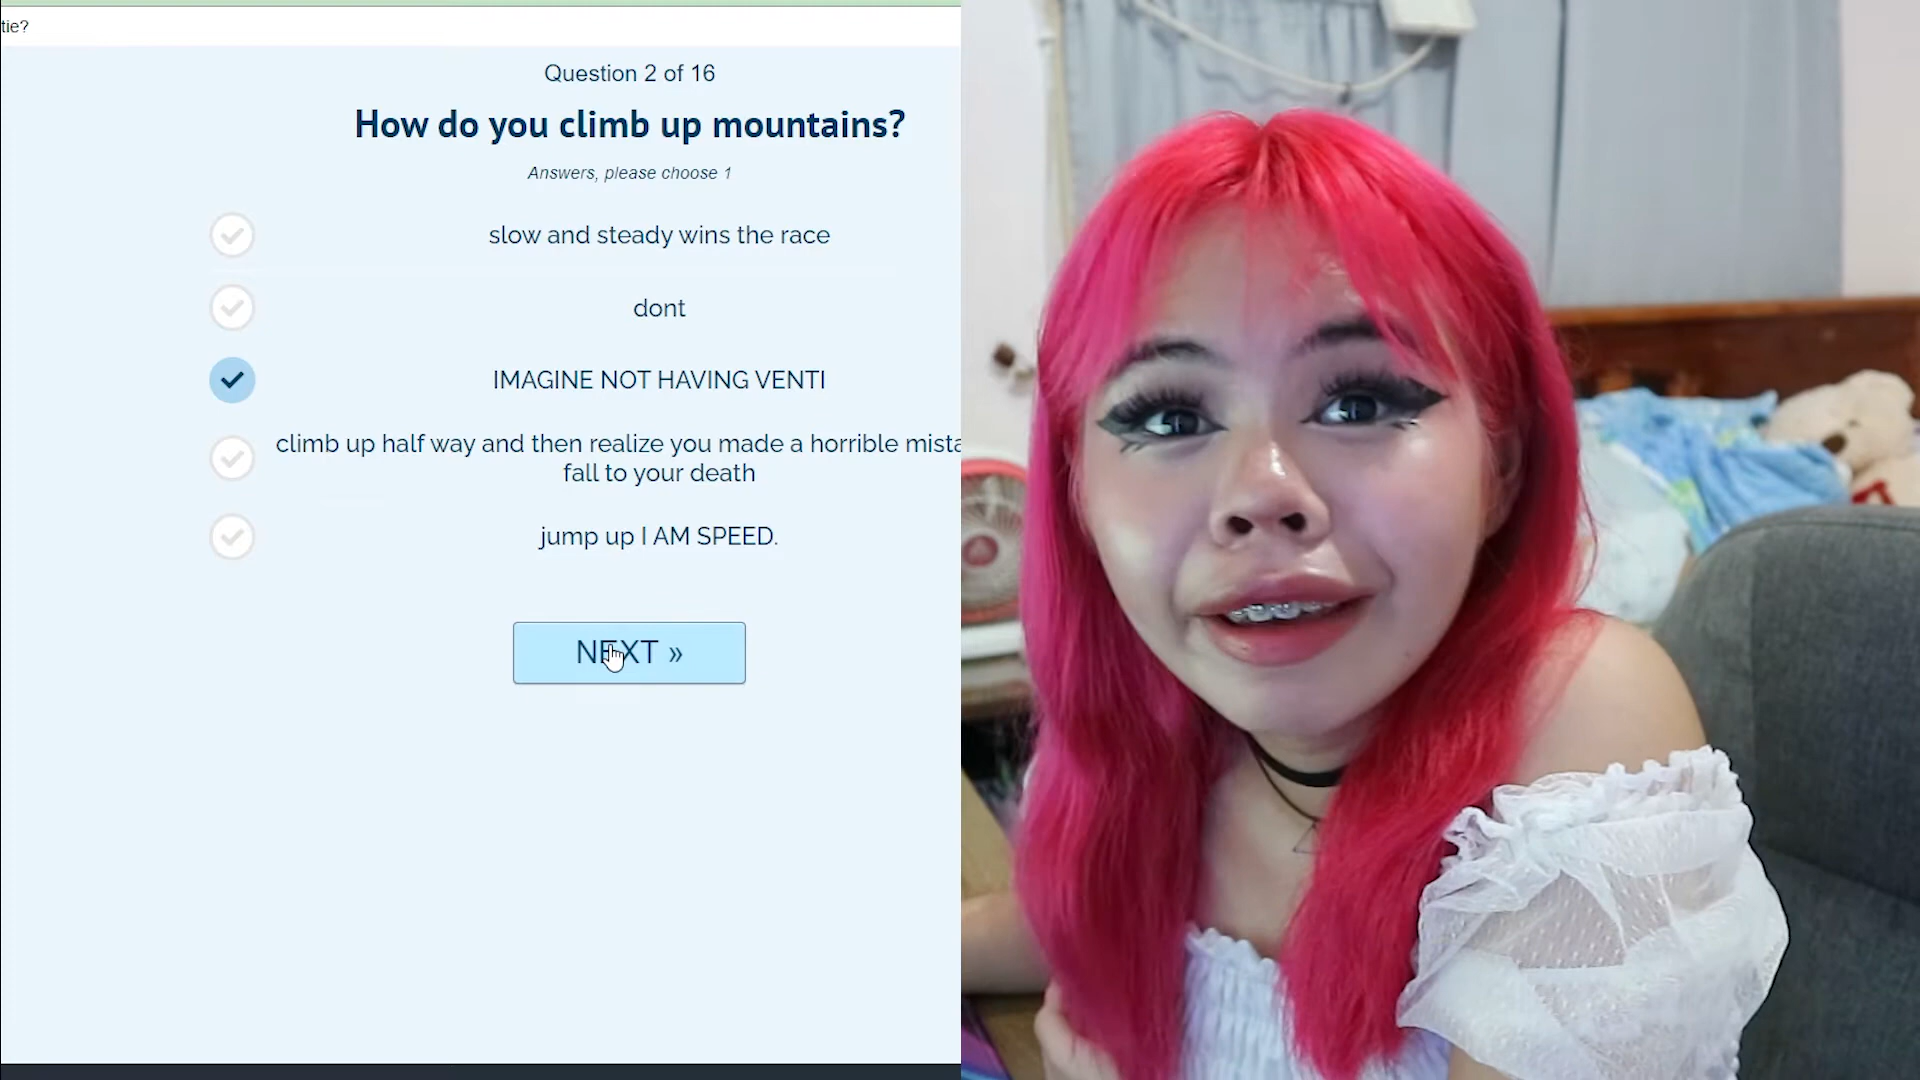 tie?
Question 2 of 16
How do you climb up mountains?
Answers, please choose 1
slow and steady wins the race
dont
IMAGINE NOT HAVING VENTI
climb up half way and then realize you made a horrible
fall to your death
jump up I AM SPEED.
NEXT »